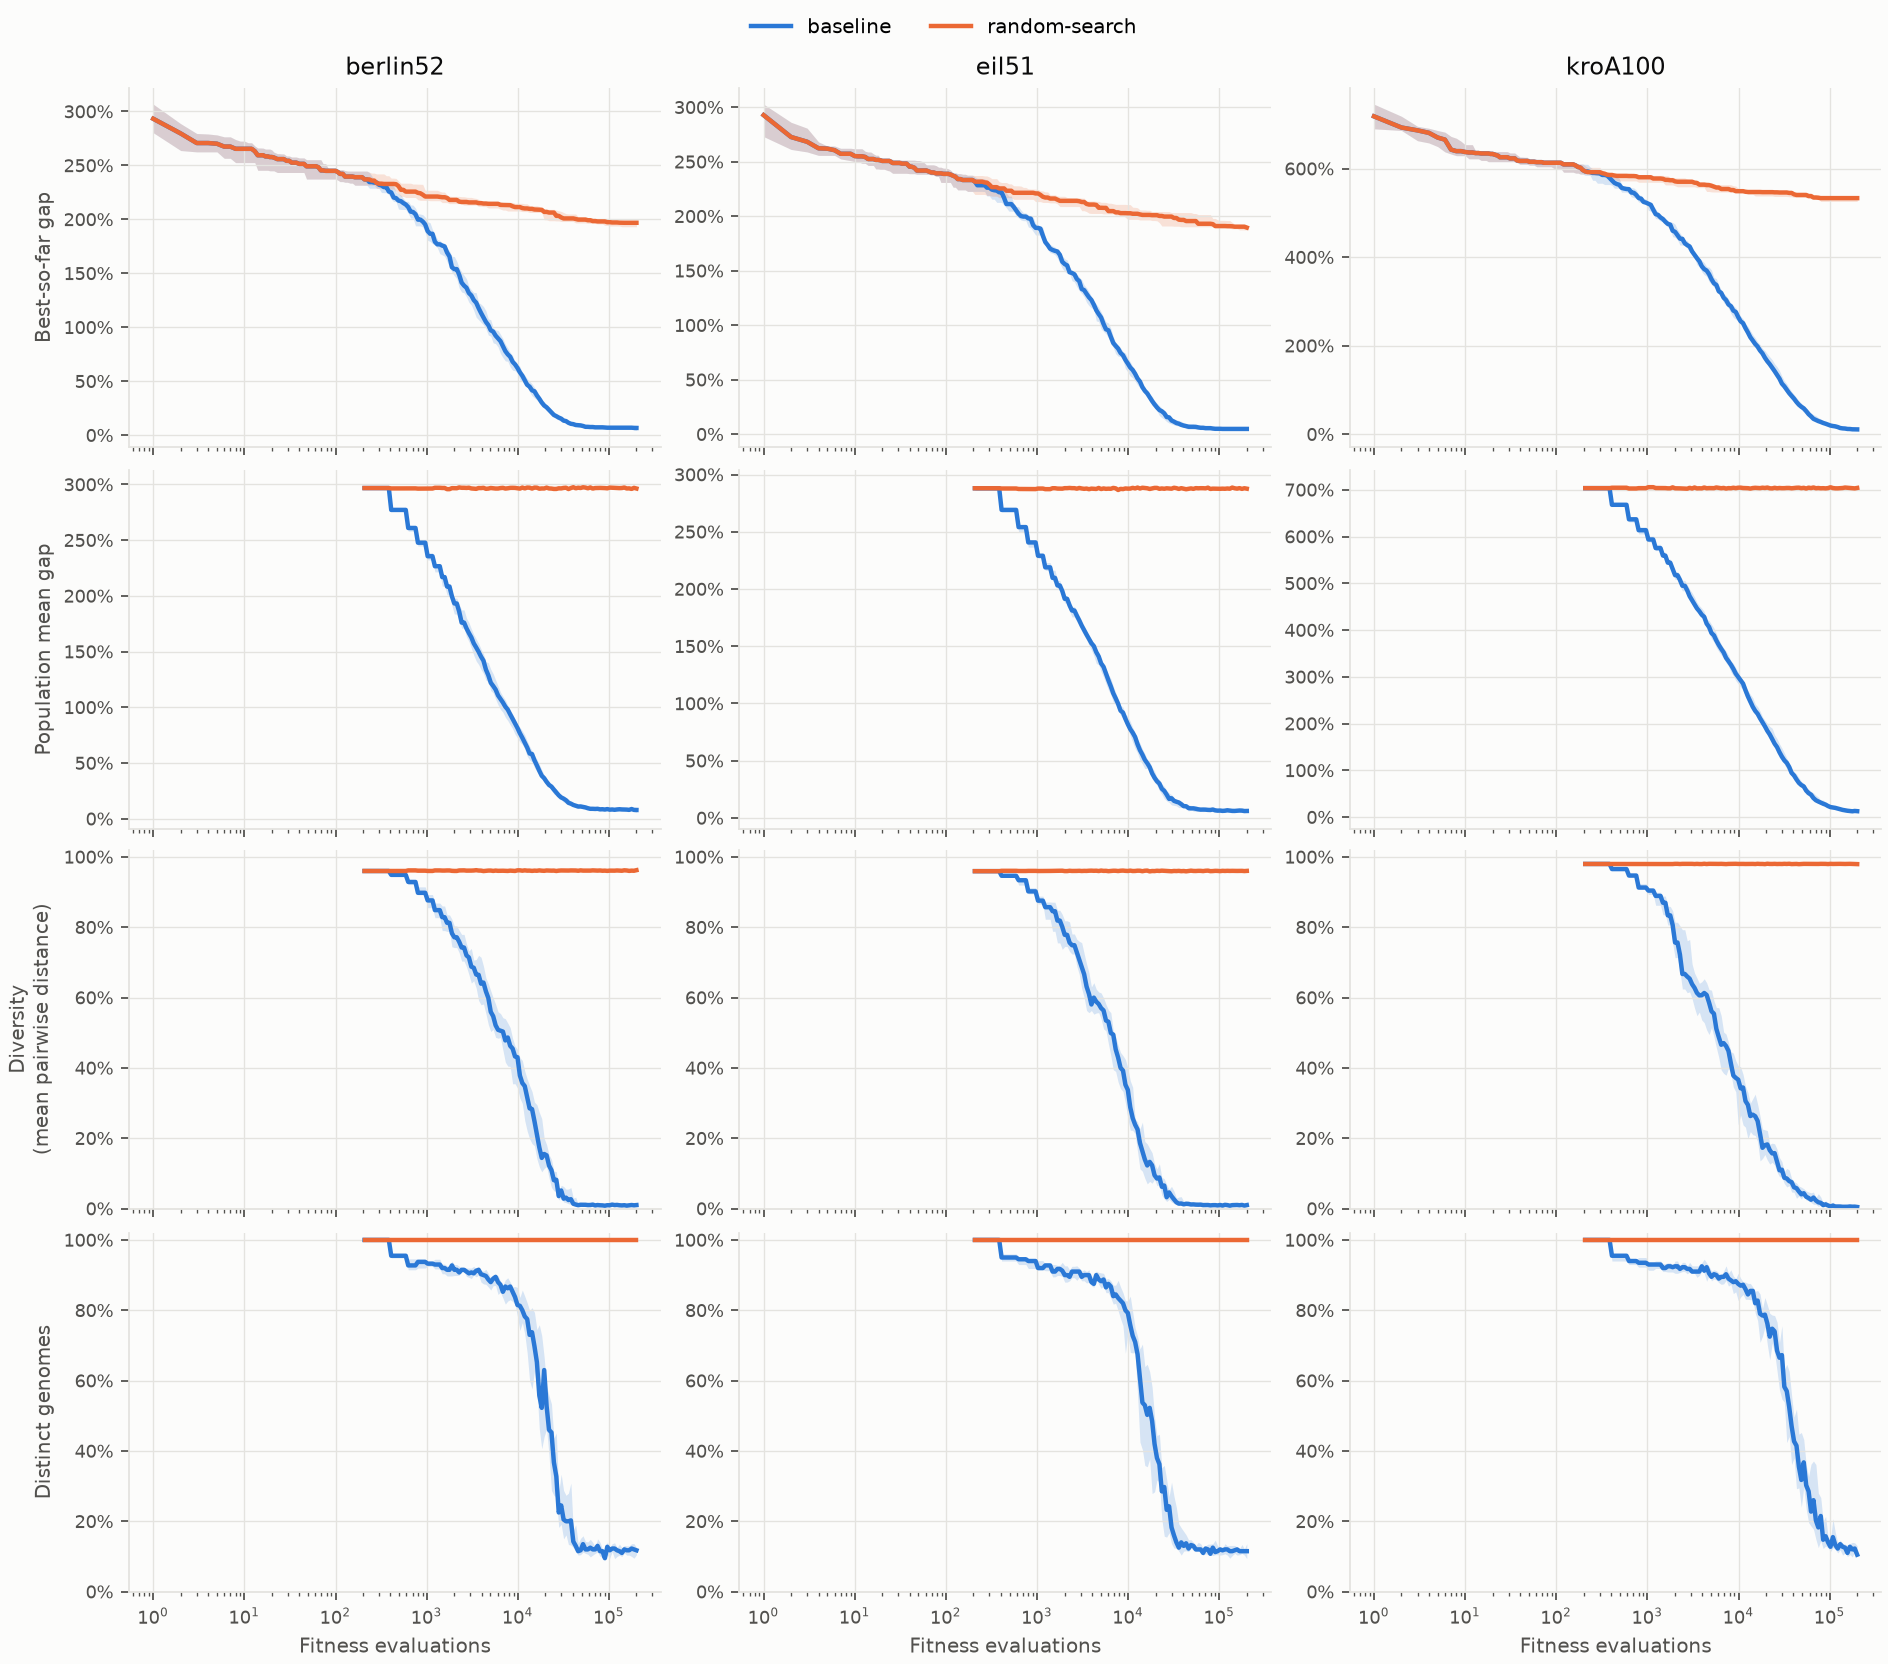 baseline random-search
berlin52 eil51 kroA100
Best-so-far gap
300% 250% 200% 150% 100% 50% 0%
300% 250% 200% 150% 100% 50% 0%
600% 400% 200% 0%
Population mean gap
300% 250% 200% 150% 100% 50% 0%
300% 250% 200% 150% 100% 50% 0%
700% 600% 500% 400% 300% 200% 100% 0%
Diversity
(mean pairwise distance)
100% 80% 60% 40% 20% 0%
100% 80% 60% 40% 20% 0%
100% 80% 60% 40% 20% 0%
Distinct genomes
100% 80% 60% 40% 20% 0%
100% 80% 60% 40% 20% 0%
100% 80% 60% 40% 20% 0%
10⁰ 10¹ 10² 10³ 10⁴ 10⁵
10⁰ 10¹ 10² 10³ 10⁴ 10⁵
10⁰ 10¹ 10² 10³ 10⁴ 10⁵
Fitness evaluations Fitness evaluations Fitness evaluations